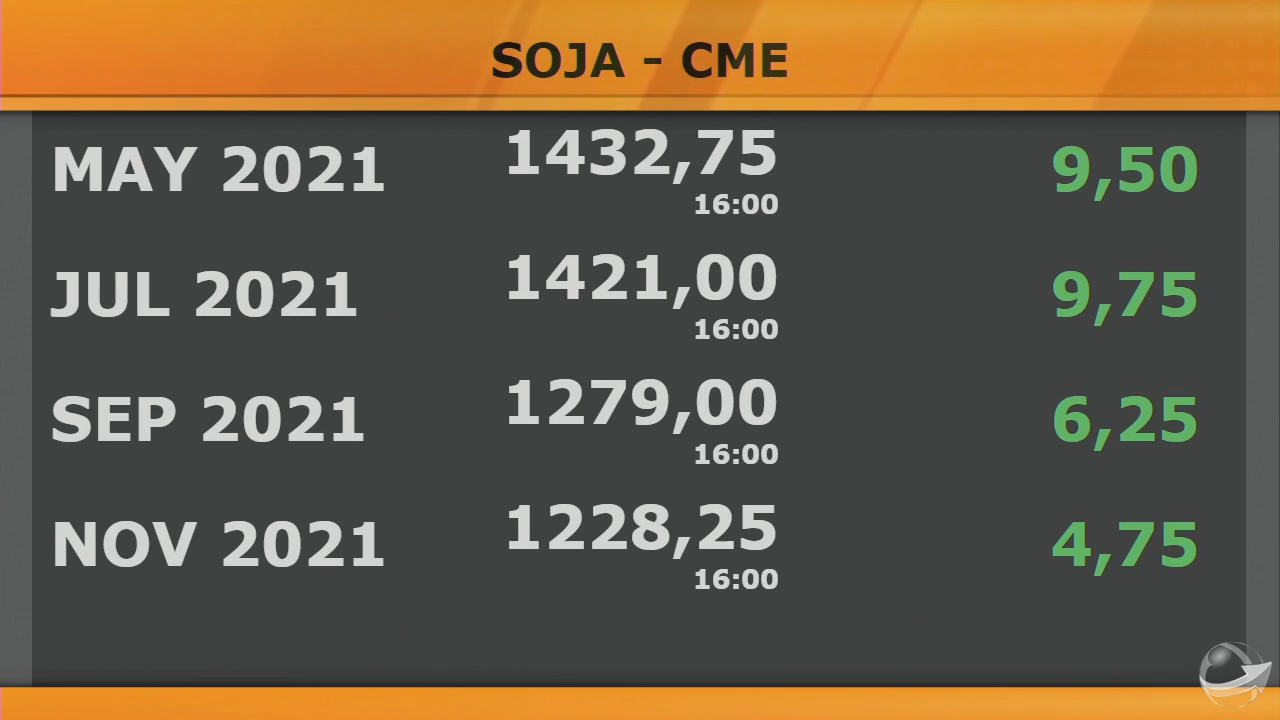 SOJA - CME
MAY 2021 1432,75 9,50
16:00
JUL 2021 1421,00 9,75
16:00
SEP 2021 1279,00 6,25
16:00
NOV 2021 1228,25 4,75
16:00